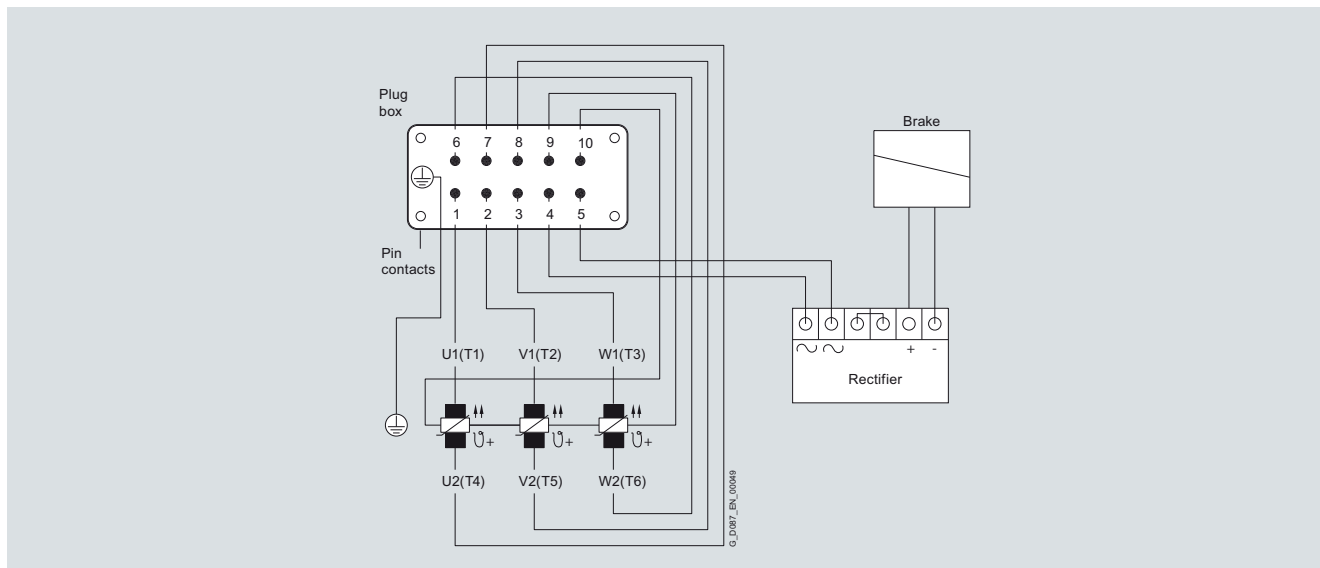 Plug
box
6 7 8 9 10
1 2 3 4 5
Pin
contacts
Brake
+ -
Rectifier
U1(T1) V1(T2) W1(T3)
+ + +
U2(T4) V2(T5) W2(T6)
G_D087_EN_00049